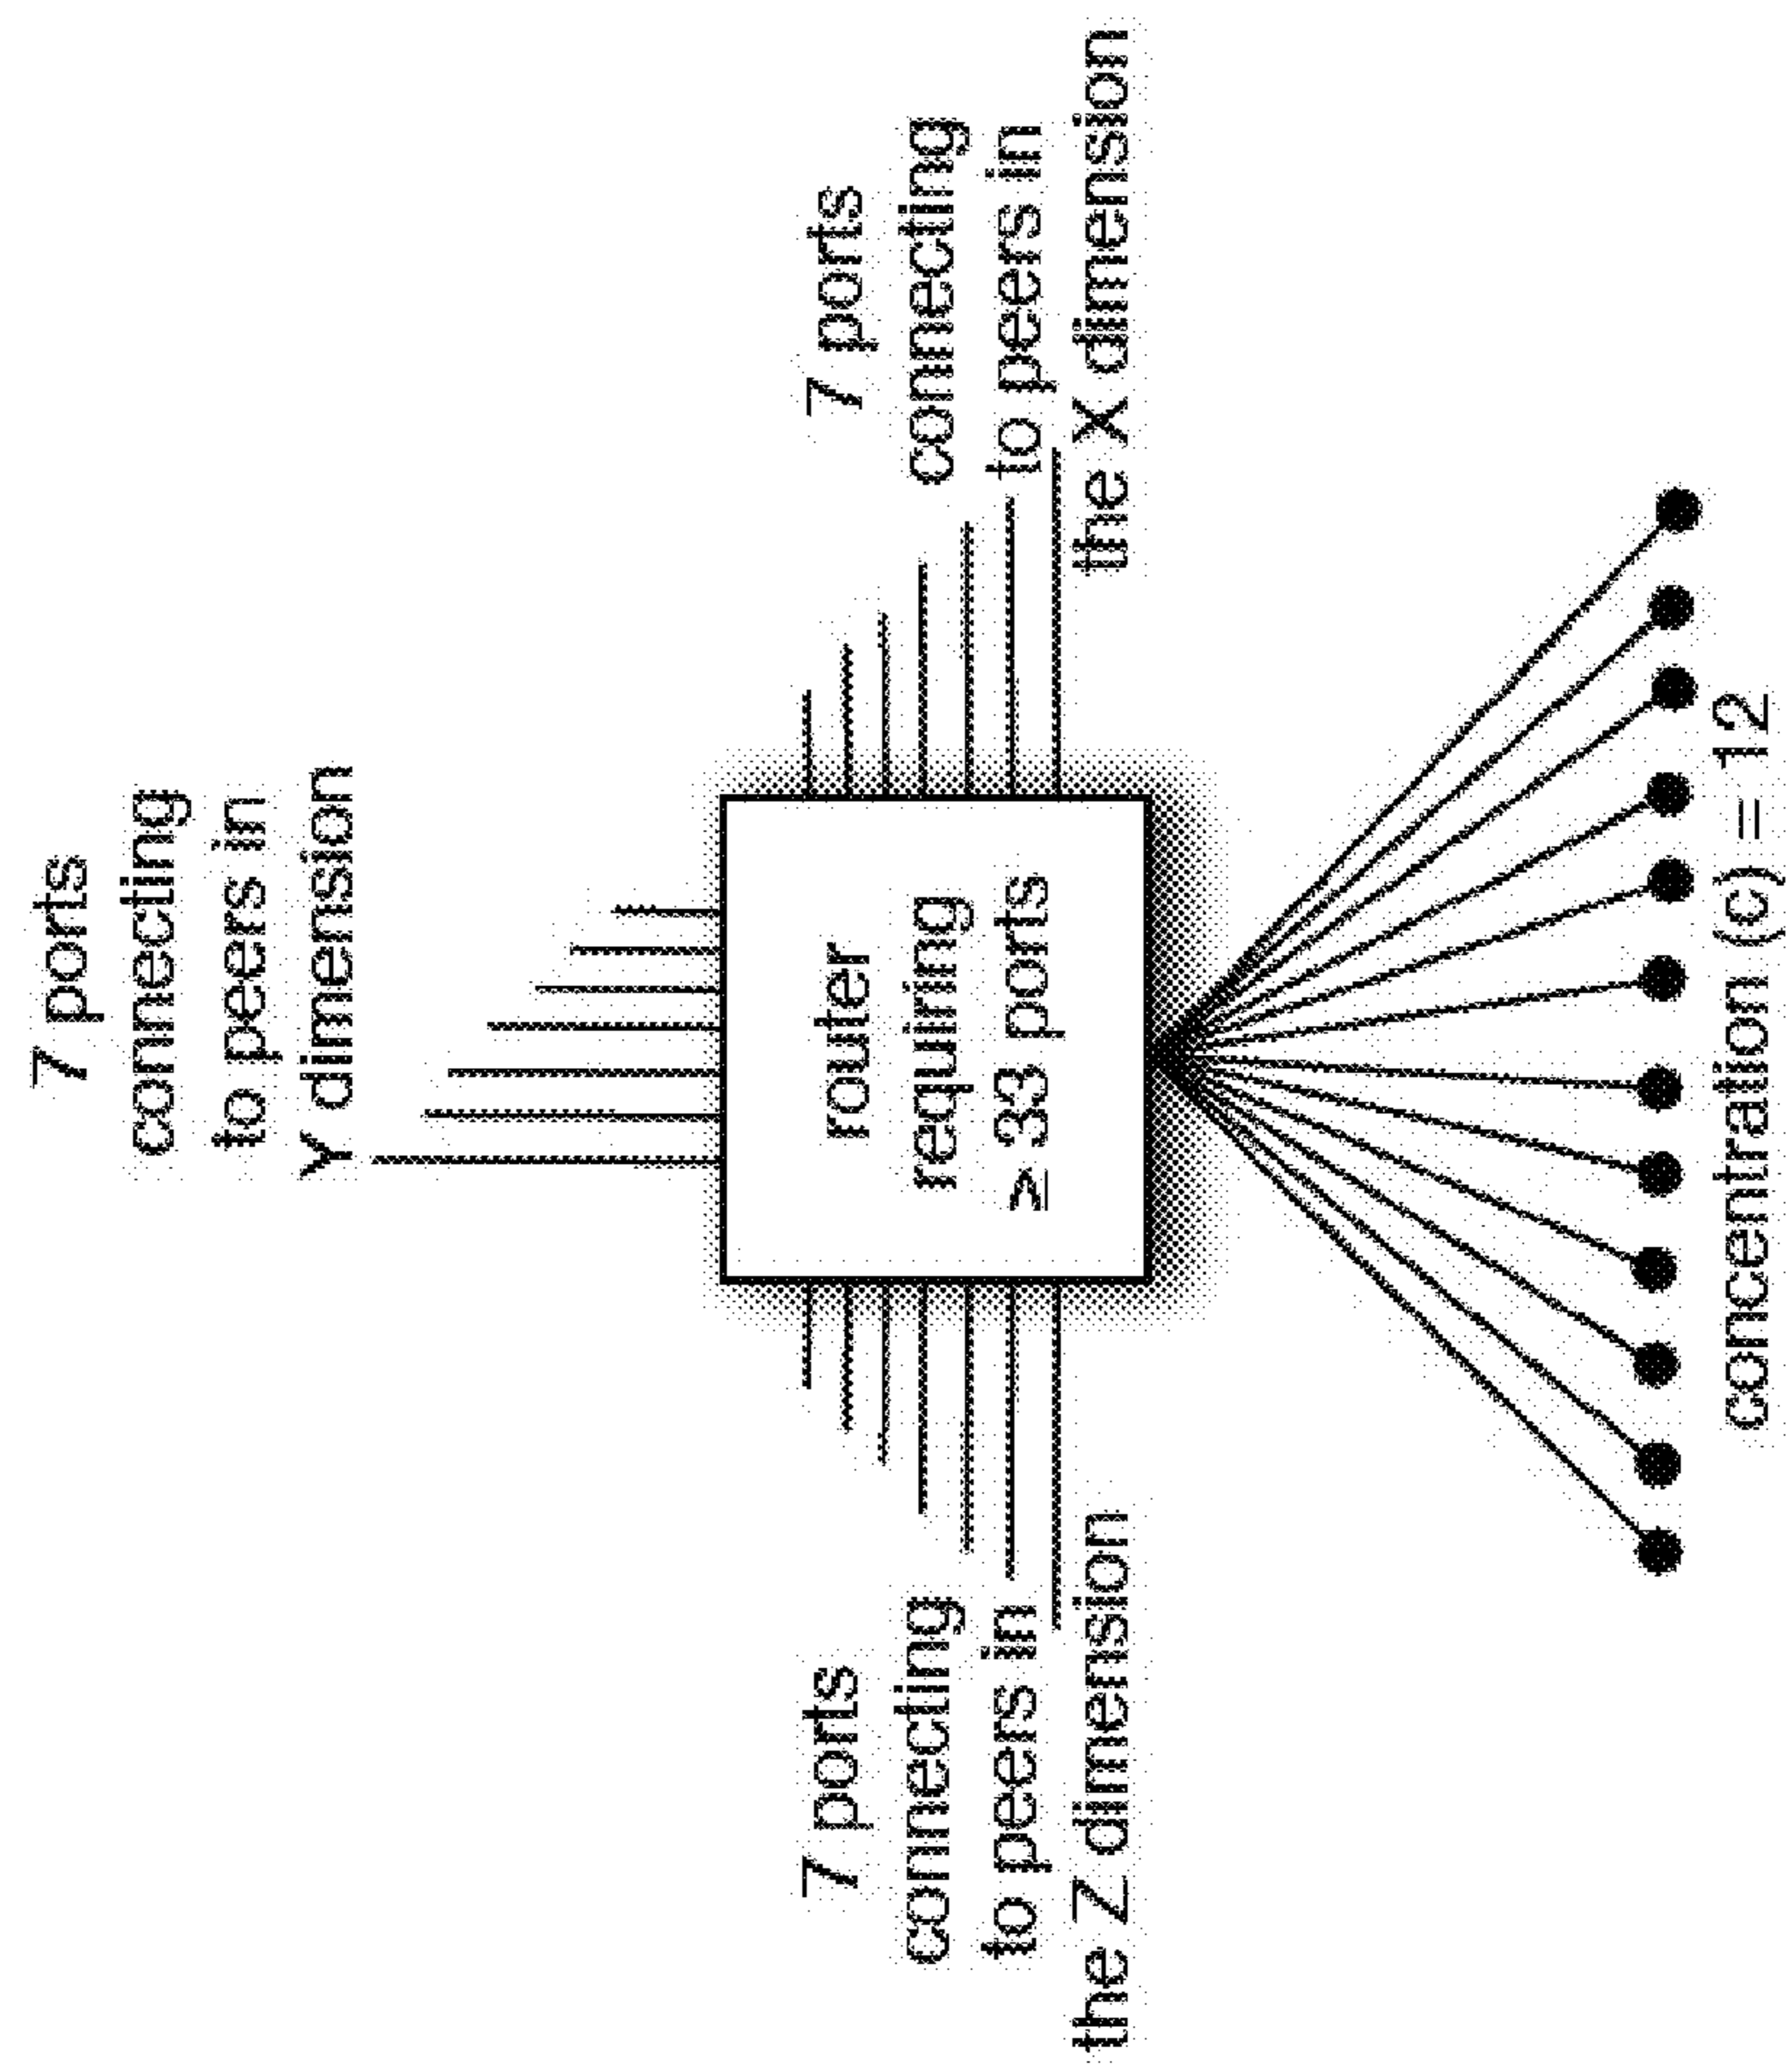 7 ports
connecting
to peers in
Y dimension
7 ports
connecting
to peers in
the Z dimension
router
requiring
≥ 33 ports
7 ports
connecting
to peers in
the X dimension
concentration (c) = 12